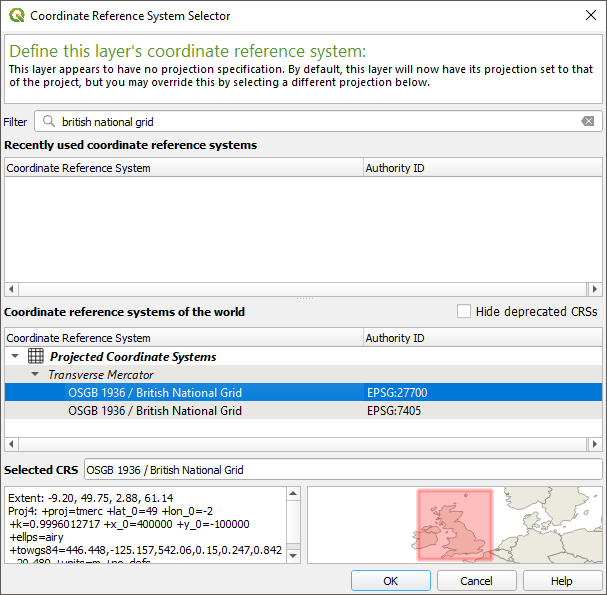 Coordinate Reference System Selector
Define this layer's coordinate reference system:
This layer appears to have no projection specification. By default, this layer will now have its projection set to that
of the project, but you may override this by selecting a different projection below.
Filter british national grid
Recently used coordinate reference systems
Coordinate Reference System Authority ID
Coordinate reference systems of the world Hide deprecated CRSs
Coordinate Reference System Authority ID
Projected Coordinate Systems
Transverse Mercator
OSGB 1936 / British National Grid EPSG:27700
OSGB 1936 / British National Grid EPSG:7405
Selected CRS OSGB 1936 / British National Grid
Extent: -9.20, 49.75, 2.88, 61.14
Proj4: +proj=tmerc +lat_0=49 +lon_0=-2
+k=0.9996012717 +x_0=400000 +y_0=-100000
+ellps=airy
+towgs84=446.448,-125.157,542.06,0.15,0.247,0.842
,-20.489 +units=m +no_defs
OK Cancel Help